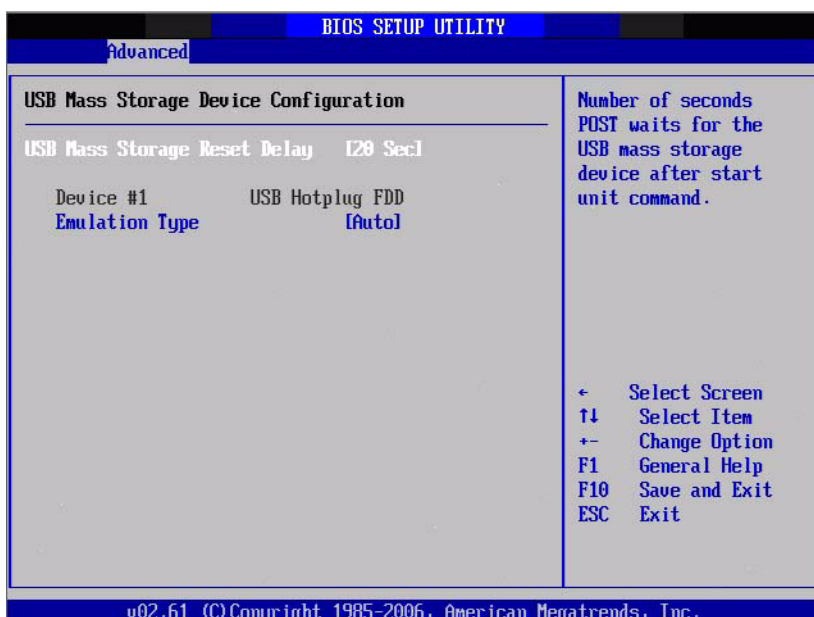 BIOS SETUP UTILITY
Advanced
USB Mass Storage Device Configuration
USB Mass Storage Reset Delay [20 Sec]
Device #1 USB Hotplug FDD
Emulation Type [Auto]
Number of seconds
POST waits for the
USB mass storage
device after start
unit command.
← Select Screen
↑↓ Select Item
+- Change Option
F1 General Help
F10 Save and Exit
ESC Exit
v02.61 (C)Copyright 1985-2006, American Megatrends, Inc.